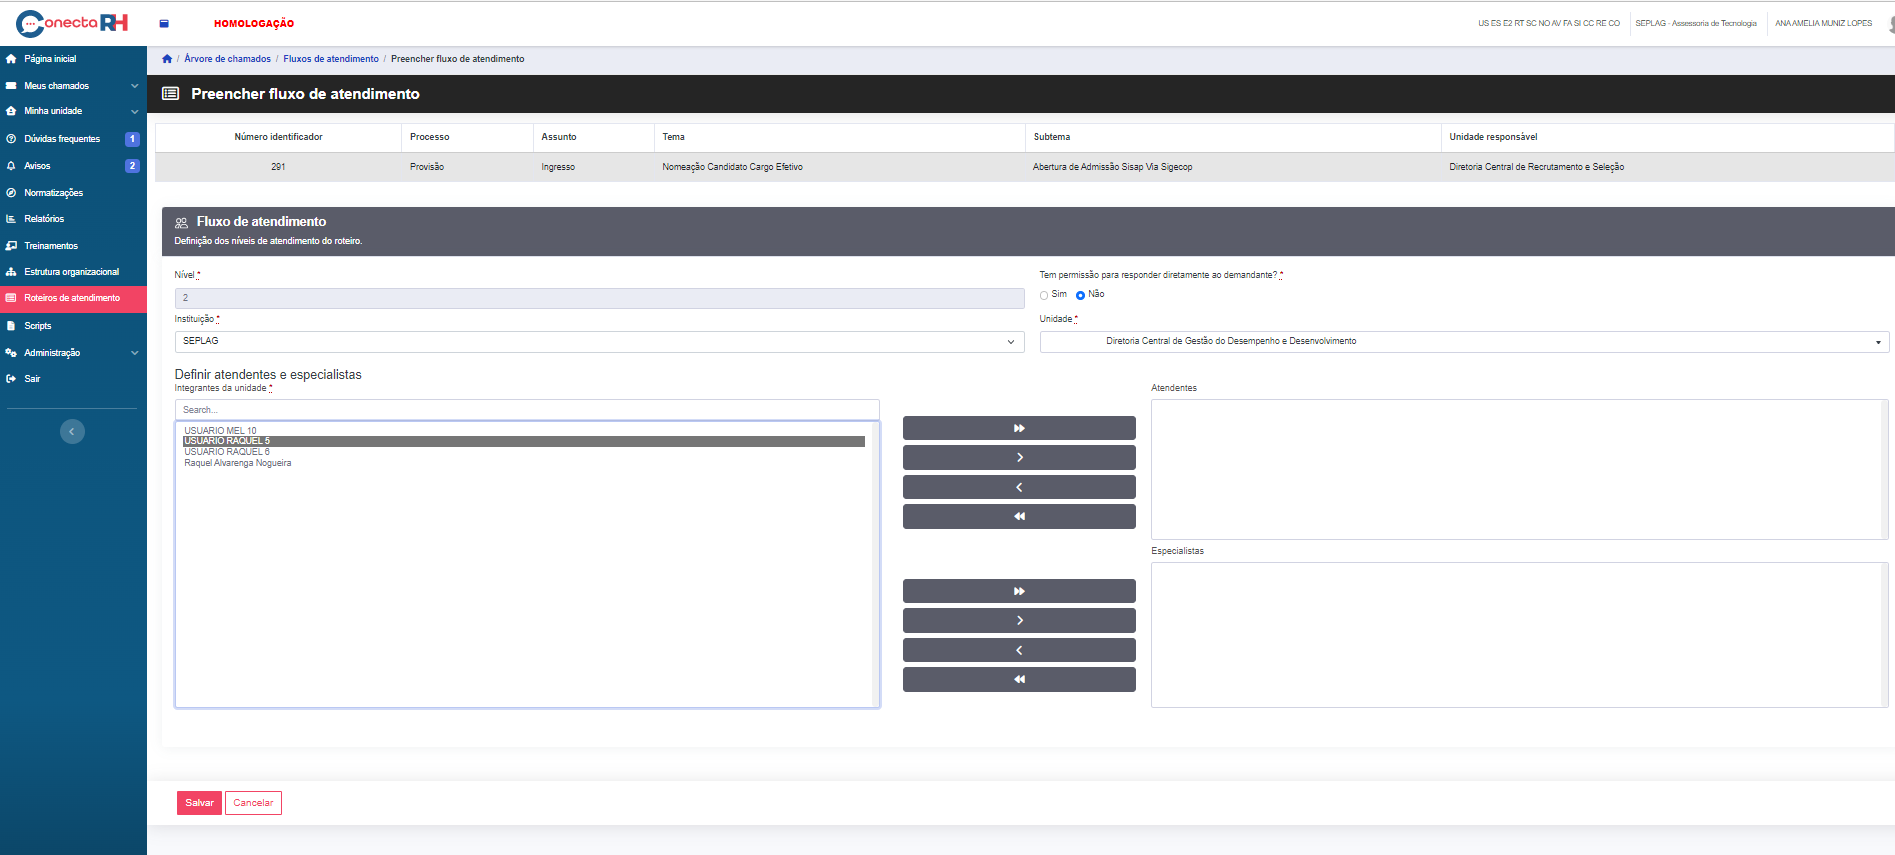 Conecta RH
HOMOLOGAÇÃO
US ES E2 RT SC NO AV FA SI CC RE CO
SEPLAG - Assessoria de Tecnologia
ANA AMÉLIA MUNIZ LOPES
Página inicial
Meus chamados
Minha unidade
Dúvidas frequentes 1
Avisos 2
Normatizações
Relatórios
Treinamentos
Estrutura organizacional
Roteiros de atendimento
Scripts
Administração
Sair
/ Árvore de chamados / Fluxos de atendimento / Preencher fluxo de atendimento
Preencher fluxo de atendimento
Número identificador Processo Assunto Tema Subtema Unidade responsável
291 Provisão Ingresso Nomeação Candidato Cargo Efetivo Abertura de Admissão Sisap Via Sigecop Diretoria Central de Recrutamento e Seleção
Fluxo de atendimento
Definição dos níveis de atendimento do roteiro.
Nível *
2
Tem permissão para responder diretamente ao demandante? *
Sim Não
Instituição *
SEPLAG
Unidade *
Diretoria Central de Gestão do Desempenho e Desenvolvimento
Definir atendentes e especialistas
Integrantes da unidade *
Search...
USUARIO MEL 10
USUARIO RAQUEL 5
USUARIO RAQUEL 6
Raquel Alvarenga Nogueira
Atendentes
Especialistas
Salvar
Cancelar